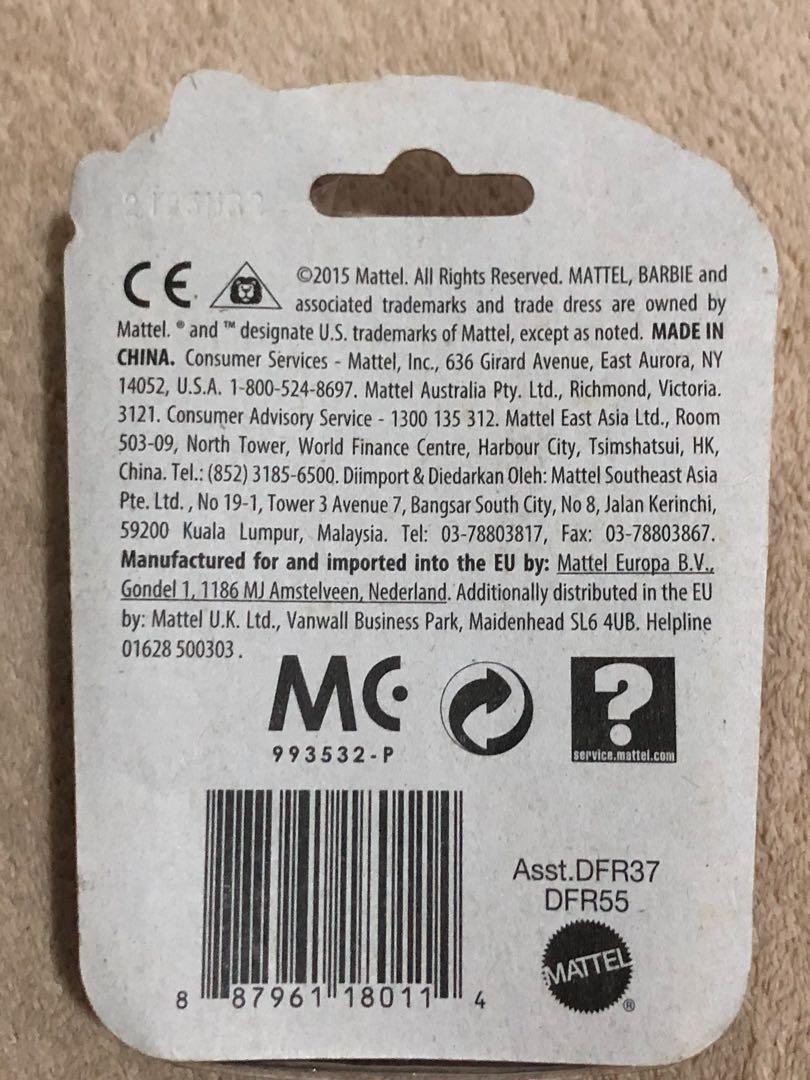 CE ©2015 Mattel. All Rights Reserved. MATTEL, BARBIE and
associated trademarks and trade dress are owned by
Mattel. ® and ™ designate U.S. trademarks of Mattel, except as noted. MADE IN
CHINA. Consumer Services - Mattel, Inc., 636 Girard Avenue, East Aurora, NY
14052, U.S.A. 1-800-524-8697. Mattel Australia Pty. Ltd., Richmond, Victoria.
3121. Consumer Advisory Service - 1300 135 312. Mattel East Asia Ltd., Room
503-09, North Tower, World Finance Centre, Harbour City, Tsimshatsui, HK,
China. Tel.: (852) 3185-6500. Diimport & Diedarkan Oleh: Mattel Southeast Asia
Pte. Ltd. , No 19-1, Tower 3 Avenue 7, Bangsar South City, No 8, Jalan Kerinchi,
59200 Kuala Lumpur, Malaysia. Tel: 03-78803817, Fax: 03-78803867.
Manufactured for and imported into the EU by: Mattel Europa B.V.,
Gondel 1, 1186 MJ Amstelveen, Nederland. Additionally distributed in the EU
by: Mattel U.K. Ltd., Vanwall Business Park, Maidenhead SL6 4UB. Helpline
01628 500303 .
MC
993532-P
?
service.mattel.com
Asst.DFR37
DFR55
MATTEL ®
8 87961 18011 4